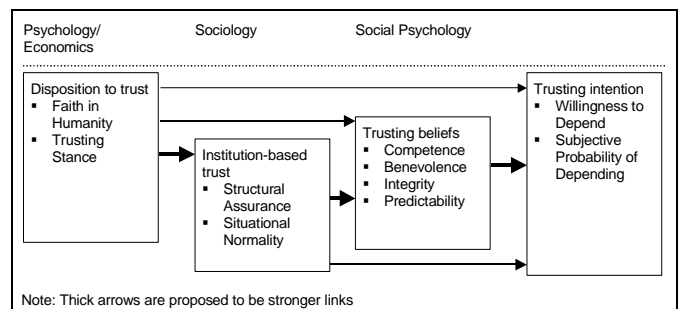 Psychology/
Economics
Sociology
Social Psychology
Disposition to trust
▪ Faith in
Humanity
▪ Trusting
Stance
Institution-based
trust
▪ Structural
Assurance
▪ Situational
Normality
Trusting beliefs
▪ Competence
▪ Benevolence
▪ Integrity
▪ Predictability
Trusting intention
▪ Willingness to
Depend
▪ Subjective
Probability of
Depending
Note: Thick arrows are proposed to be stronger links